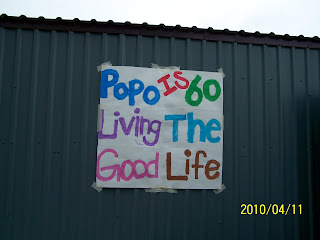 Popo IS 60
Living The
Good Life
2010/04/11